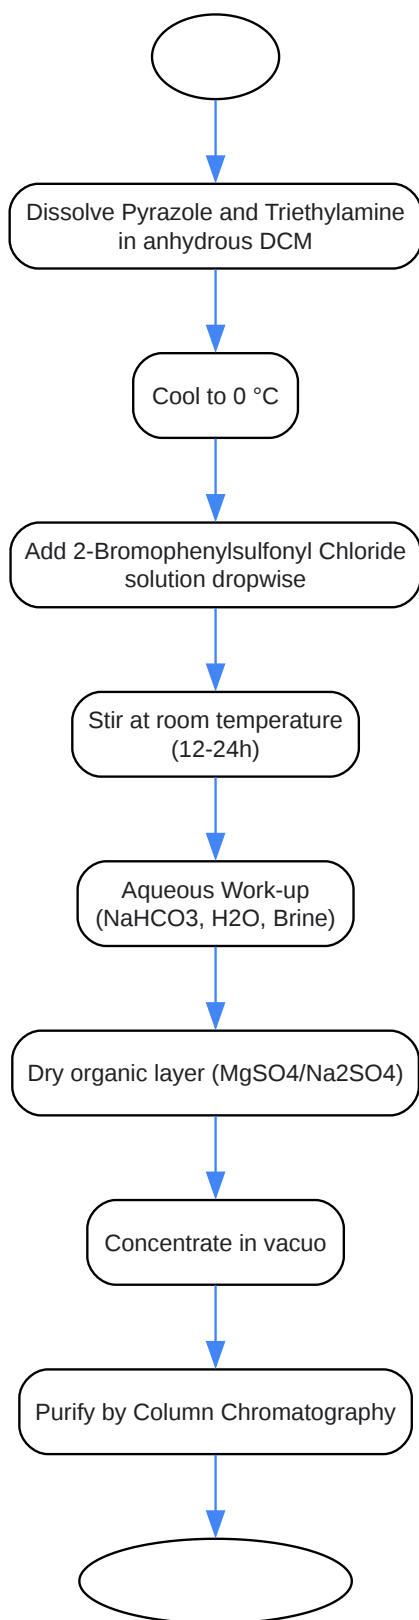 Dissolve Pyrazole and Triethylamine
in anhydrous DCM
Cool to 0 °C
Add 2-Bromophenylsulfonyl Chloride
solution dropwise
Stir at room temperature
(12-24h)
Aqueous Work-up
(NaHCO3, H2O, Brine)
Dry organic layer (MgSO4/Na2SO4)
Concentrate in vacuo
Purify by Column Chromatography